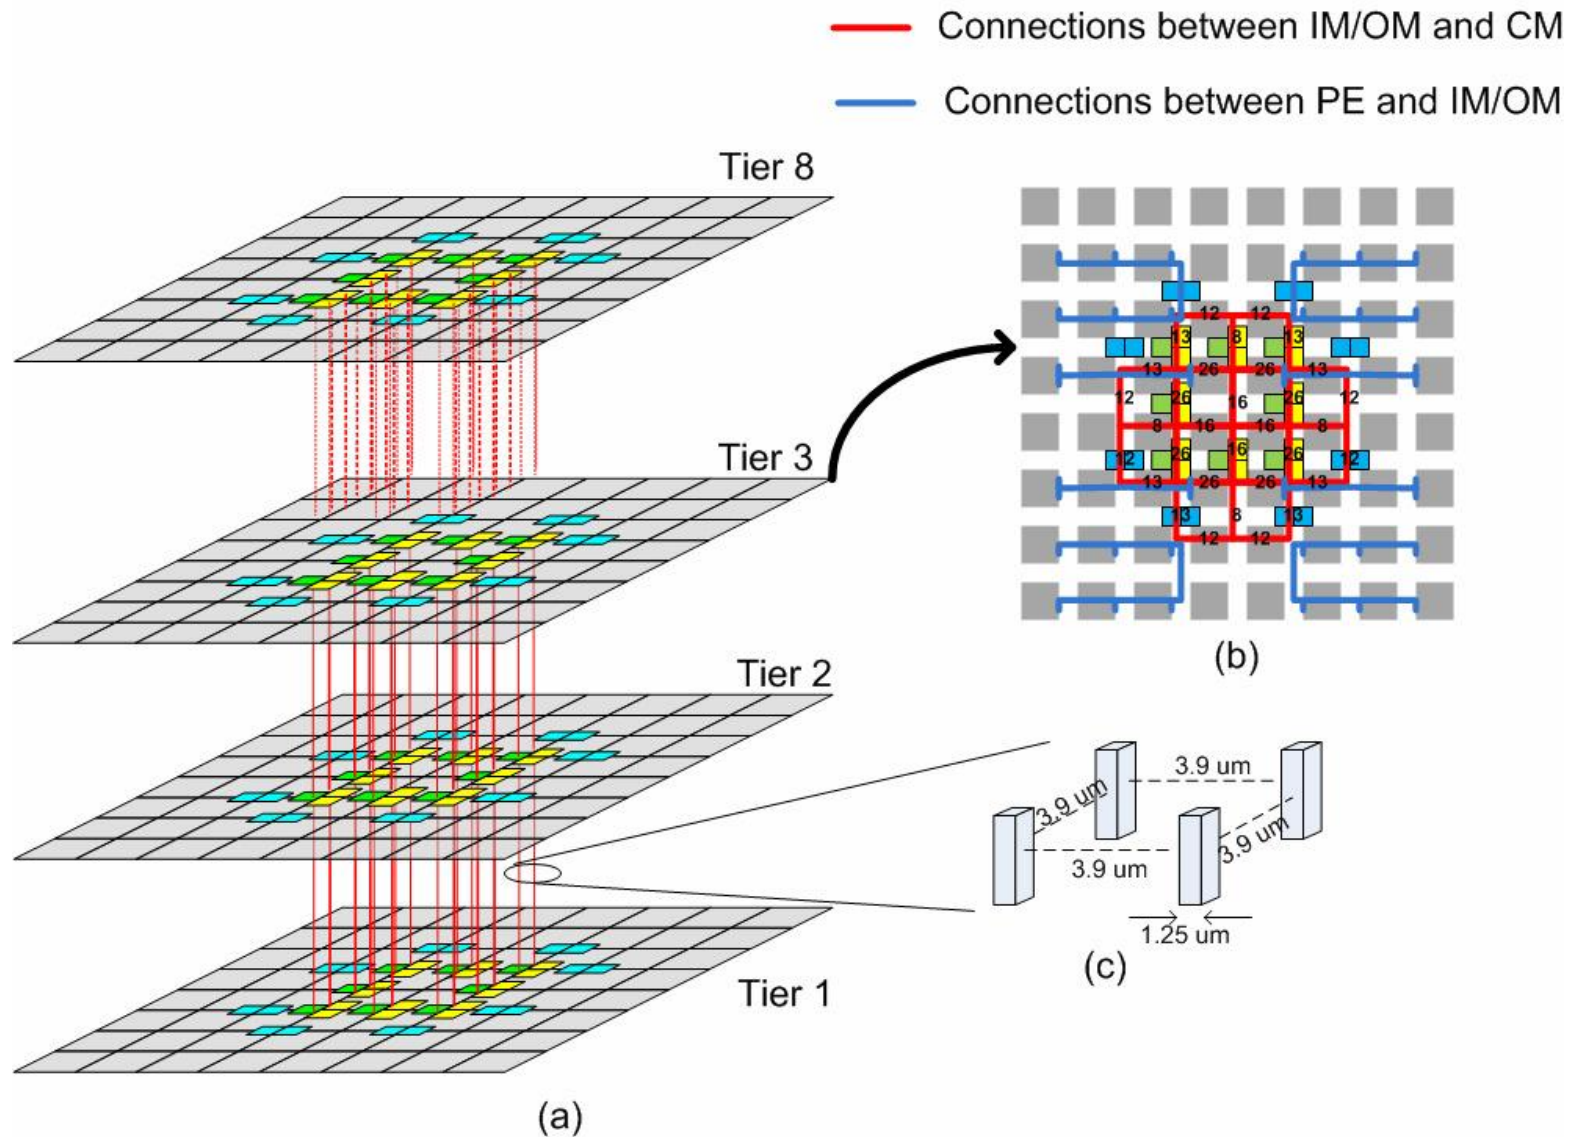 Connections between IM/OM and CM
Connections between PE and IM/OM
Tier 8
Tier 3
Tier 2
Tier 1
(a)
12 12
13 8 13
13 26 26 13
12 26 16 26 12
8 16 16 8
12 26 16 26 12
13 26 26 13
13 8 13
12 12
(b)
3.9 um
3.9 um
3.9 um
3.9 um
1.25 um
(c)